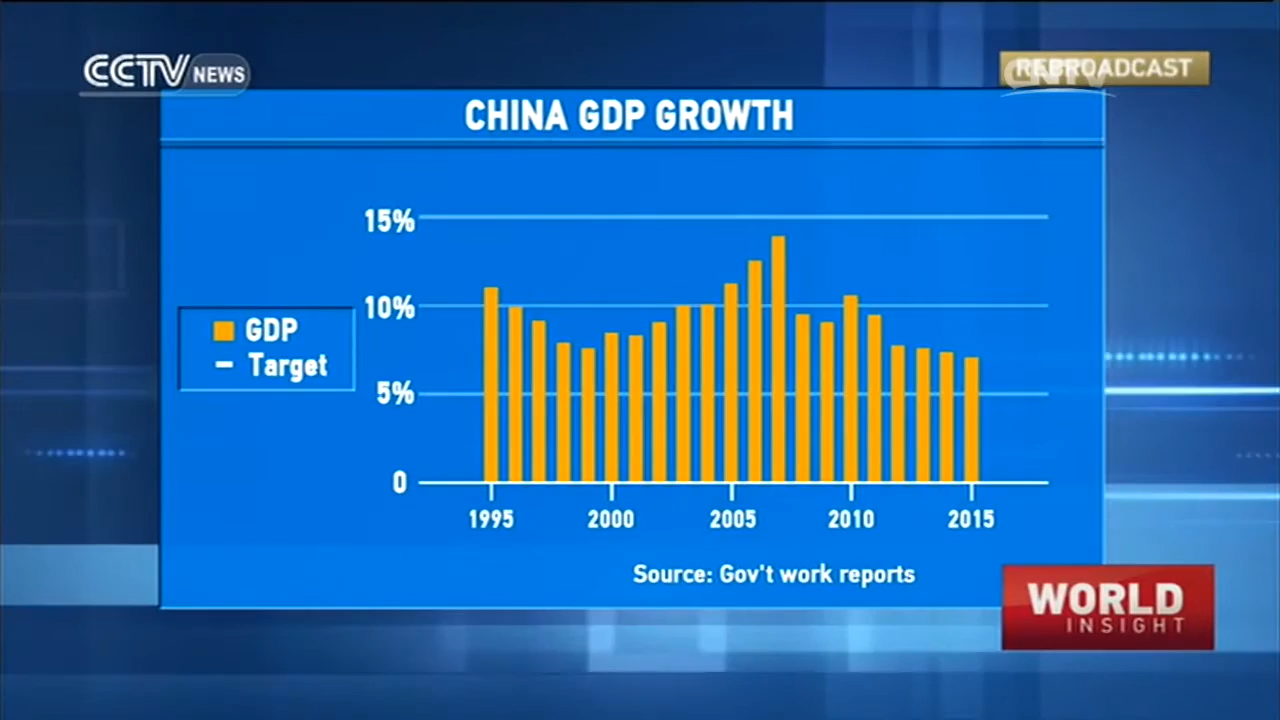 CCTV NEWS
REBROADCAST
CNTV
CHINA GDP GROWTH
15%
10%
5%
0
GDP
Target
1995 2000 2005 2010 2015
Source: Gov't work reports
WORLD
INSIGHT